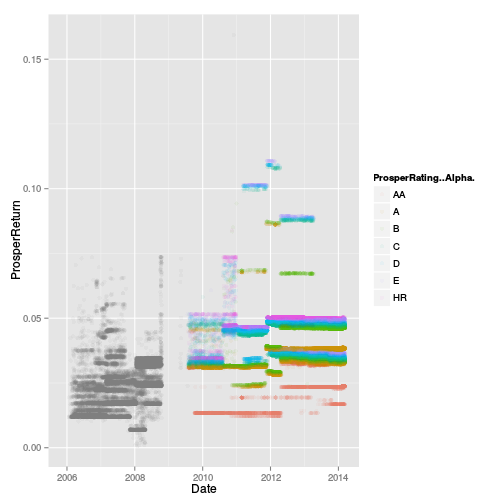 0.15
0.10
0.05
0.00
ProsperReturn
2006
2008
2010
2012
2014
Date
ProsperRating..Alpha.
AA
A
B
C
D
E
HR